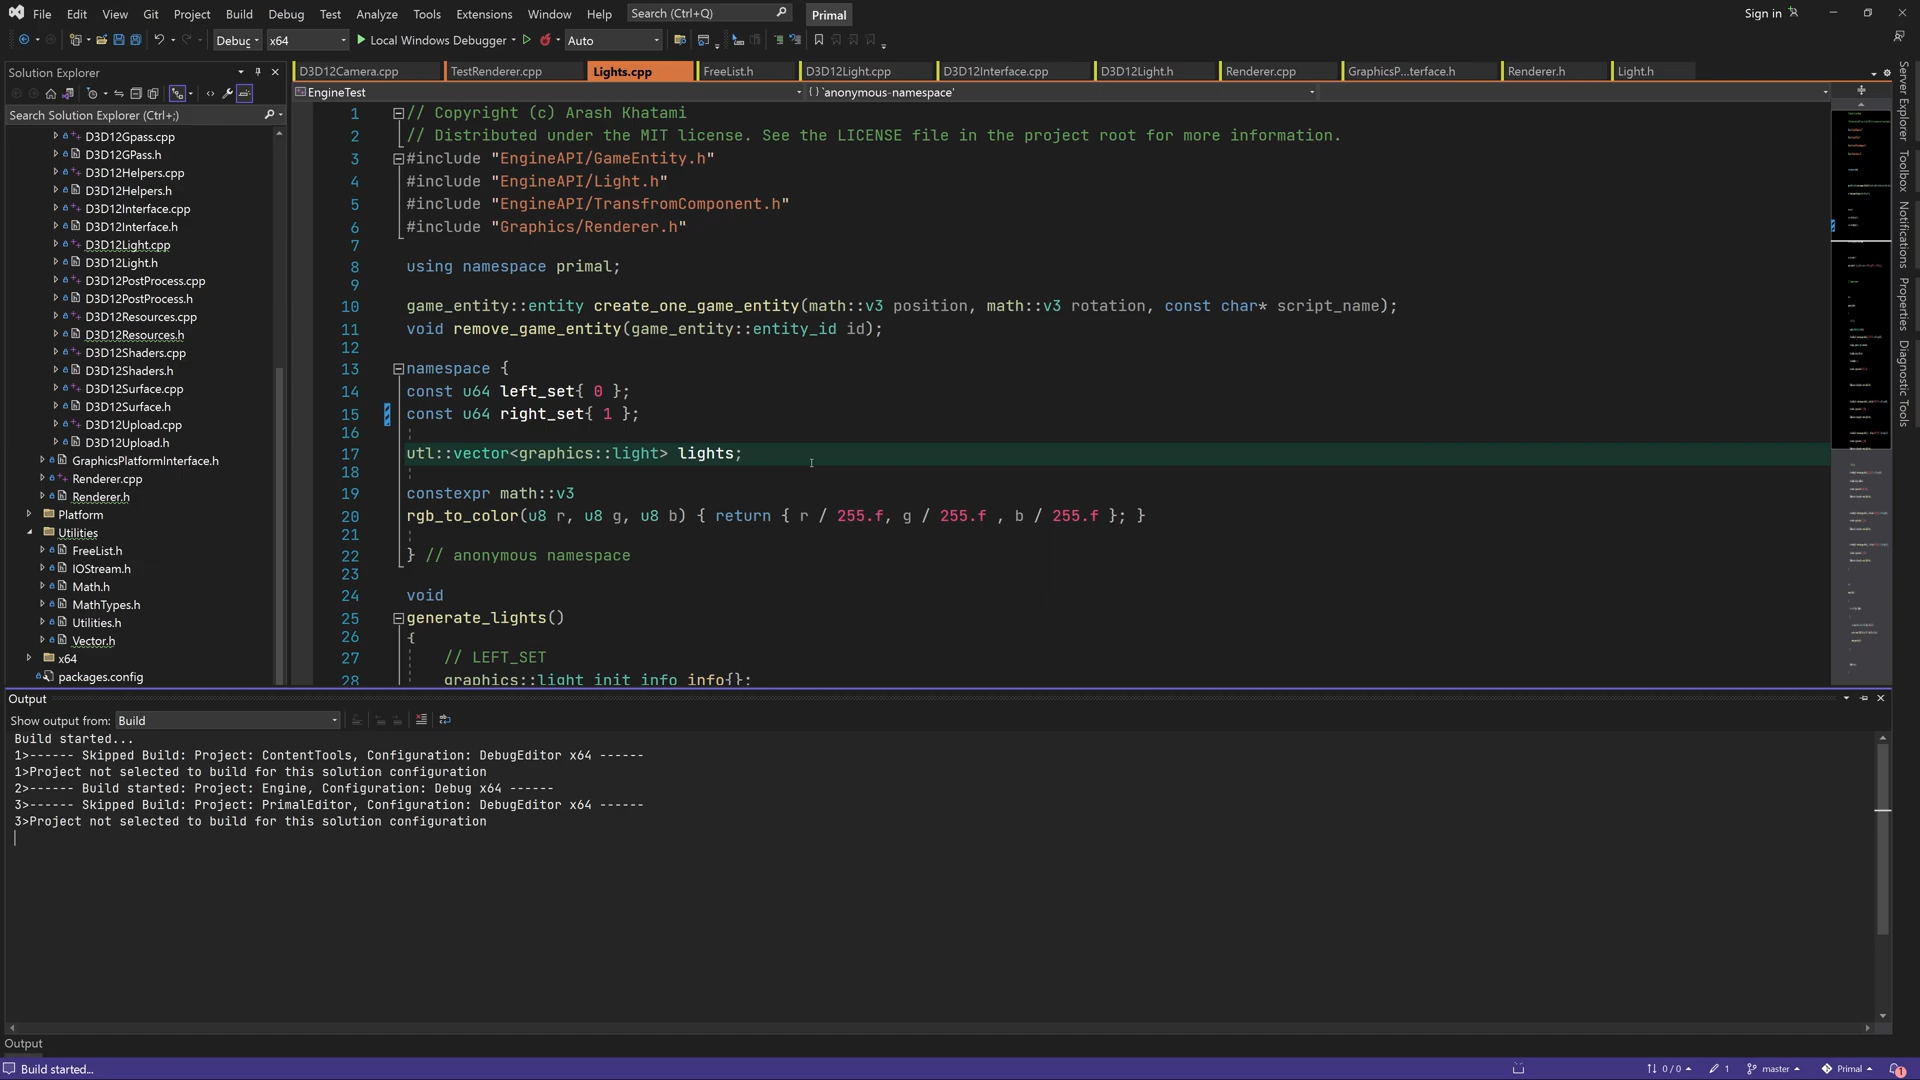 File Edit View Git Project Build Debug Test Analyze Tools Extensions Window Help Search (Ctrl+Q) Primal Sign in
Debug x64 Local Windows Debugger Auto
Solution Explorer
Search Solution Explorer (Ctrl+;)
D3D12Gpass.cpp
D3D12GPass.h
D3D12Helpers.cpp
D3D12Helpers.h
D3D12Interface.cpp
D3D12Interface.h
D3D12Light.cpp
D3D12Light.h
D3D12PostProcess.cpp
D3D12PostProcess.h
D3D12Resources.cpp
D3D12Resources.h
D3D12Shaders.cpp
D3D12Shaders.h
D3D12Surface.cpp
D3D12Surface.h
D3D12Upload.cpp
D3D12Upload.h
GraphicsPlatformInterface.h
Renderer.cpp
Renderer.h
Platform
Utilities
FreeList.h
IOStream.h
Math.h
MathTypes.h
Utilities.h
Vector.h
x64
packages.config
D3D12Camera.cpp TestRenderer.cpp Lights.cpp FreeList.h D3D12Light.cpp D3D12Interface.cpp D3D12Light.h Renderer.cpp GraphicsP...terface.h Renderer.h Light.h
EngineTest {}`anonymous-namespace'
1 // Copyright (c) Arash Khatami
2 // Distributed under the MIT license. See the LICENSE file in the project root for more information.
3 #include "EngineAPI/GameEntity.h"
4 #include "EngineAPI/Light.h"
5 #include "EngineAPI/TransfromComponent.h"
6 #include "Graphics/Renderer.h"
7
8 using namespace primal;
9
10 game_entity::entity create_one_game_entity(math::v3 position, math::v3 rotation, const char* script_name);
11 void remove_game_entity(game_entity::entity_id id);
12
13 namespace {
14 const u64 left_set{ 0 };
15 const u64 right_set{ 1 };
16
17 utl::vector<graphics::light> lights;
18
19 constexpr math::v3
20 rgb_to_color(u8 r, u8 g, u8 b) { return { r / 255.f, g / 255.f , b / 255.f }; }
21
22 } // anonymous namespace
23
24 void
25 generate_lights()
26 {
27 // LEFT_SET
28 graphics::light_init_info info{};
Server Explorer
Toolbox
Notifications
Properties
Diagnostic Tools
Output
Show output from: Build
Build started...
1>------ Skipped Build: Project: ContentTools, Configuration: DebugEditor x64 ------
1>Project not selected to build for this solution configuration
2>------ Build started: Project: Engine, Configuration: Debug x64 ------
3>------ Skipped Build: Project: PrimalEditor, Configuration: DebugEditor x64 ------
3>Project not selected to build for this solution configuration
Output
Build started... 0 / 0 1 master Primal 1